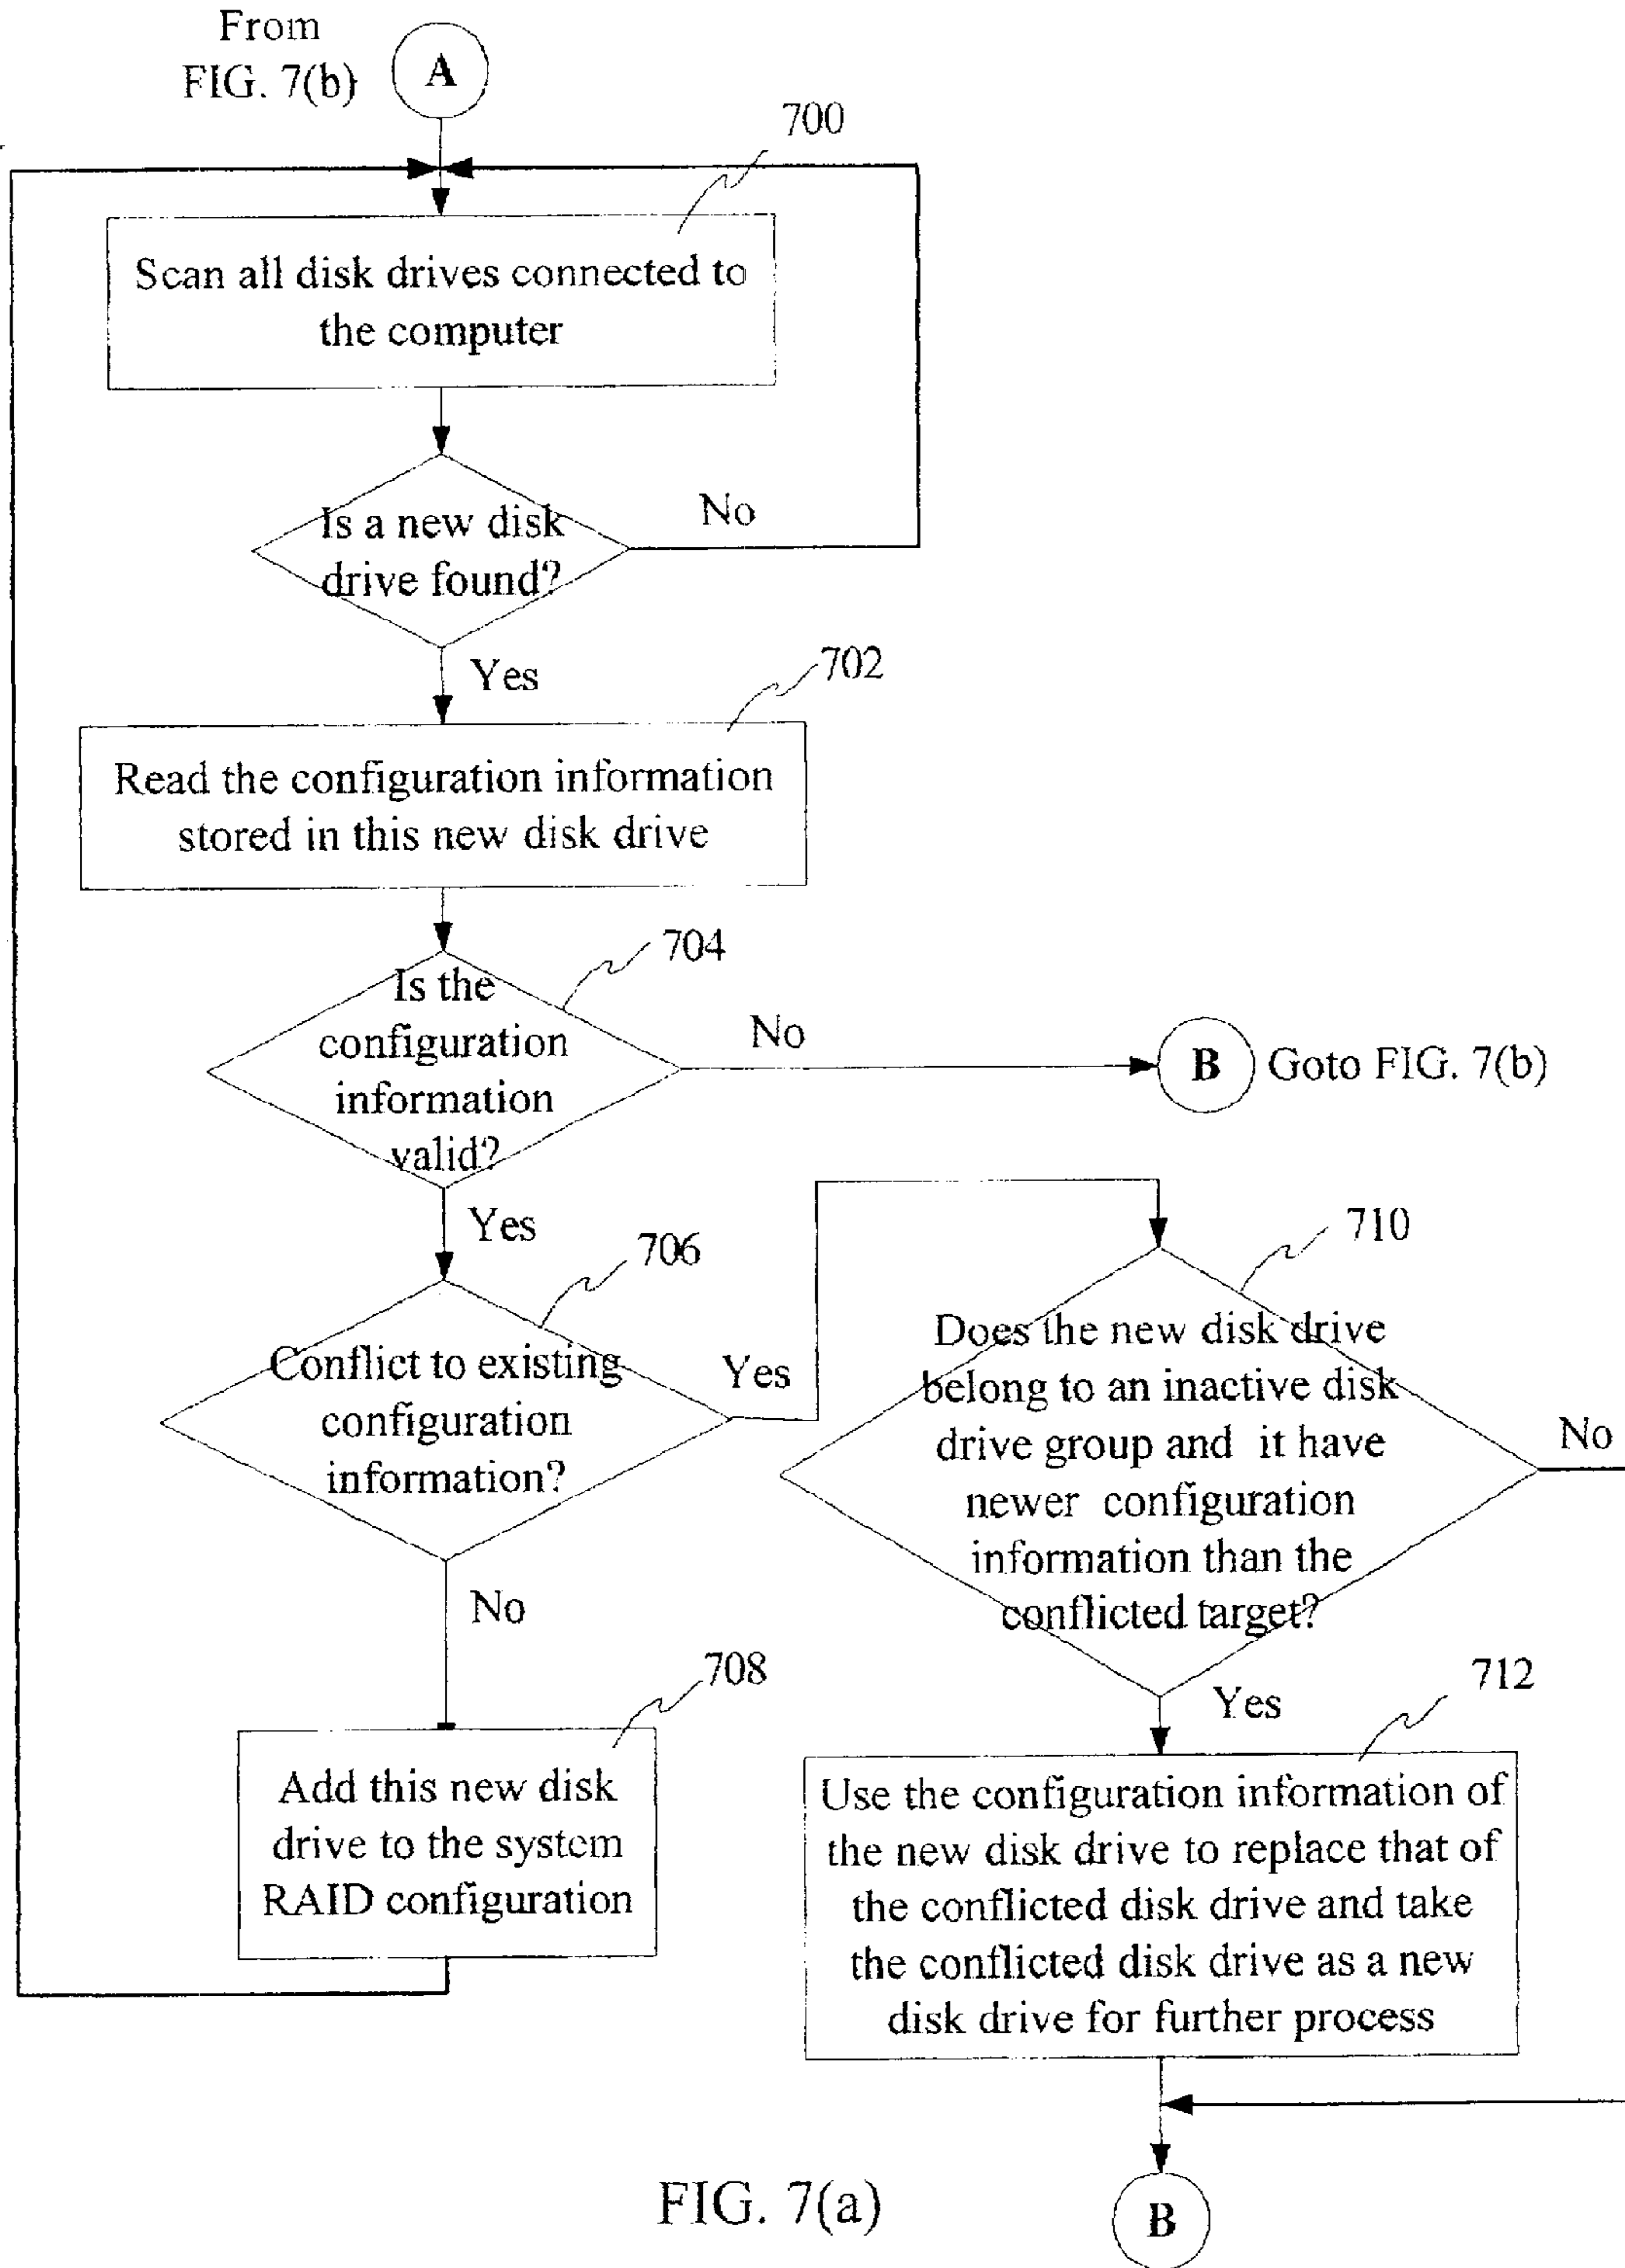 From
FIG. 7(b)
A
700
Scan all disk drives connected to
the computer
Is a new disk
drive found?
No
Yes
702
Read the configuration information
stored in this new disk drive
704
Is the
configuration
information
valid?
No
B
Goto FIG. 7(b)
Yes
706
Conflict to existing
configuration
information?
Yes
710
Does the new disk drive
belong to an inactive disk
drive group and it have
newer configuration
information than the
conflicted target?
No
No
708
Add this new disk
drive to the system
RAID configuration
Yes
712
Use the configuration information of
the new disk drive to replace that of
the conflicted disk drive and take
the conflicted disk drive as a new
disk drive for further process
B
FIG. 7(a)